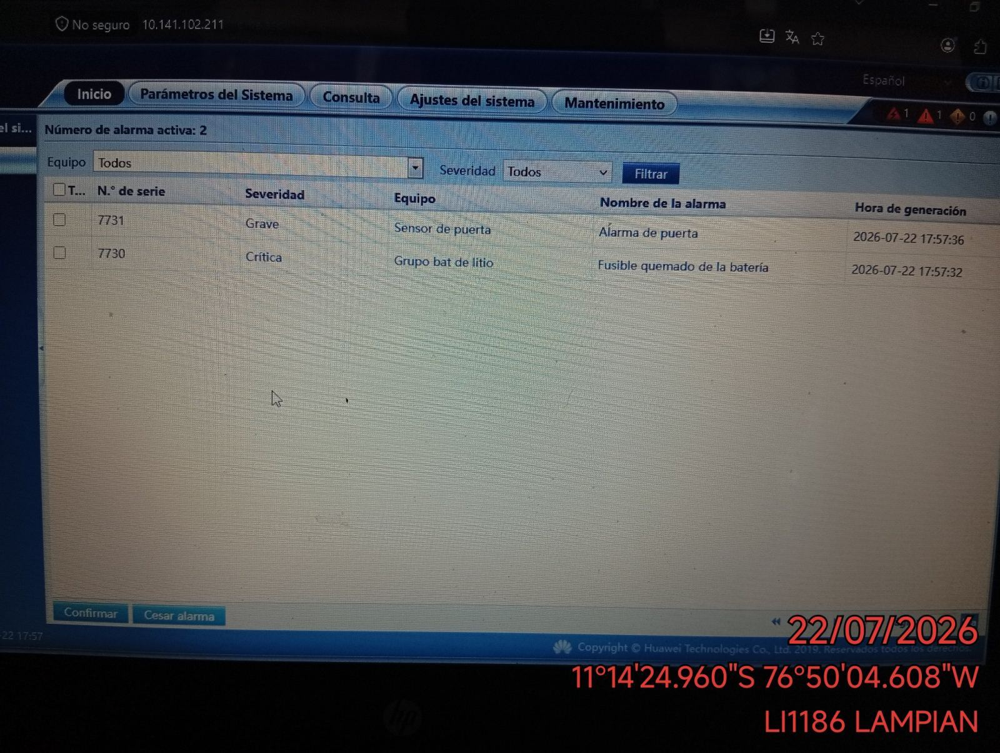 No seguro 10.141.102.211
Español
Inicio Parámetros del Sistema Consulta Ajustes del sistema Mantenimiento
1 1 0
el si...
Número de alarma activa: 2
Equipo Todos Severidad Todos Filtrar
T... N.° de serie Severidad Equipo Nombre de la alarma Hora de generación
7731 Grave Sensor de puerta Alarma de puerta 2026-07-22 17:57:36
7730 Crítica Grupo bat de litio Fusible quemado de la batería 2026-07-22 17:57:32
Confirmar Cesar alarma
-22 17:57
Copyright © Huawei Technologies Co., Ltd. 2019. Reservados todos los derechos.
22/07/2026
11°14'24.960"S 76°50'04.608"W
LI1186 LAMPIAN
hp